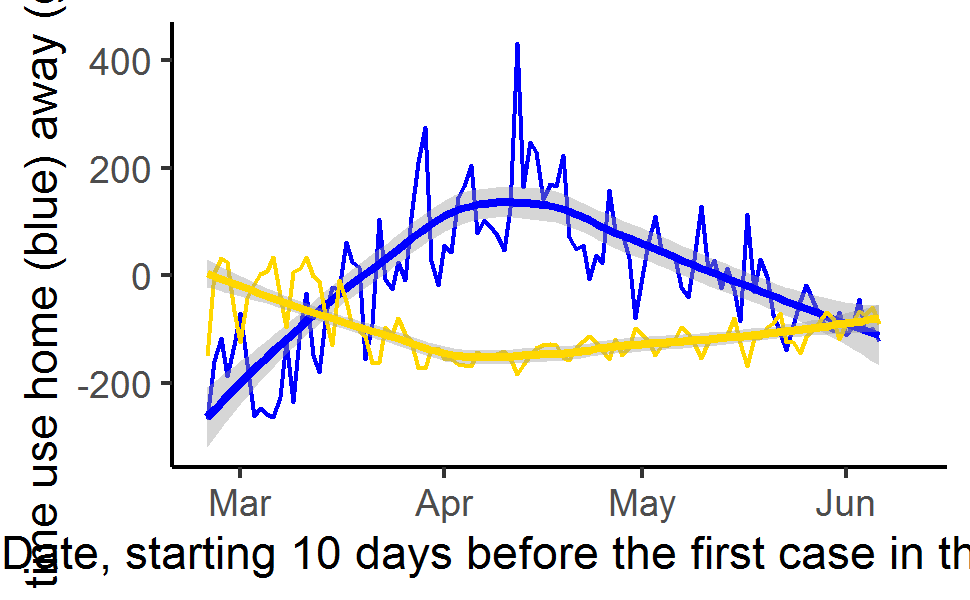 time use home (blue) away (
400
200
0
-200
Mar Apr May Jun
Date, starting 10 days before the first case in th